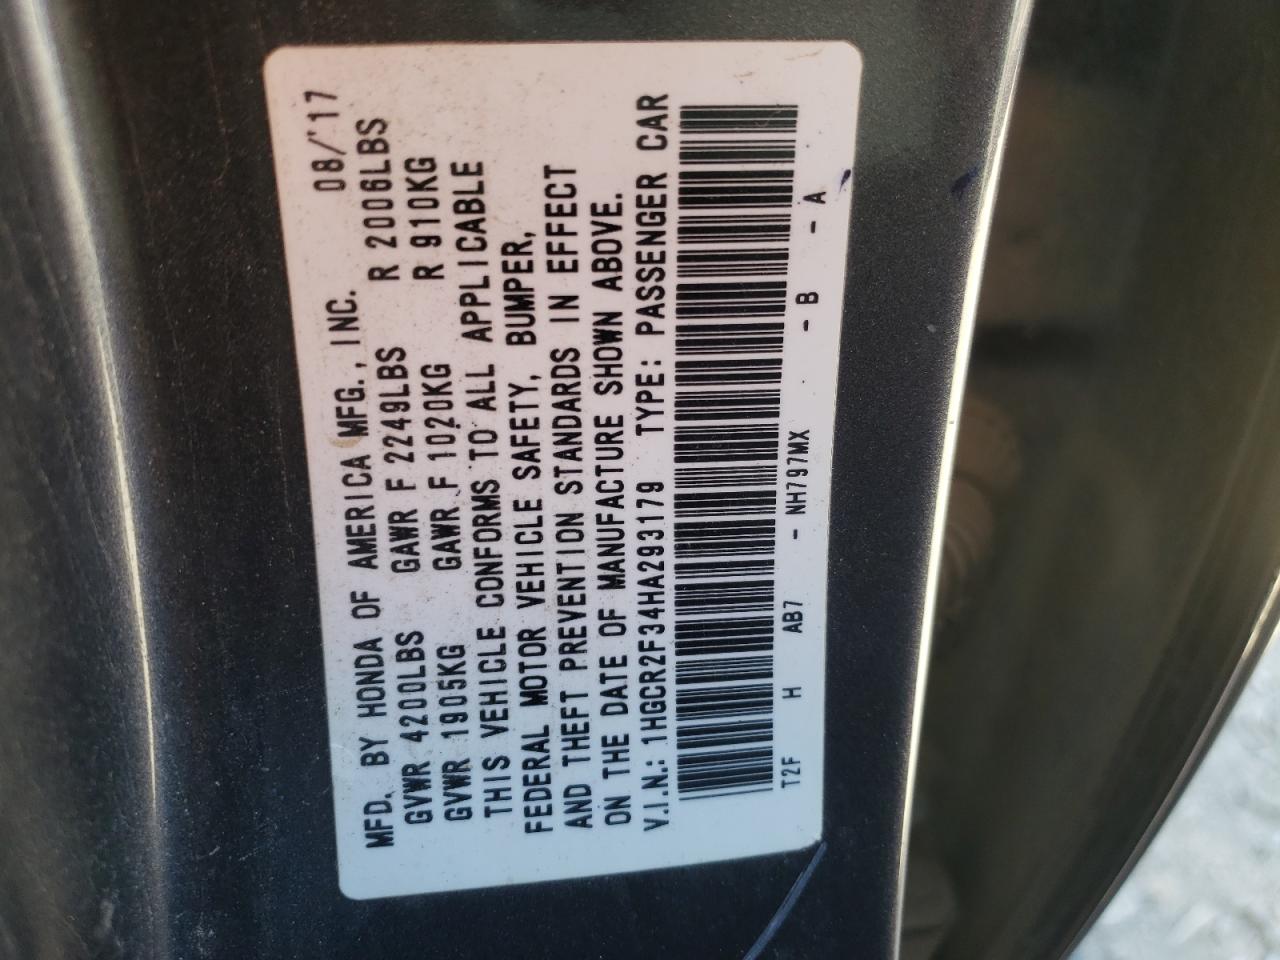 MFD. BY HONDA OF AMERICA MFG., INC. 08/'17
GVWR 4200LBS GAWR F 2249LBS R 2006LBS
GVWR 1905KG GAWR F 1020KG R 910KG
THIS VEHICLE CONFORMS TO ALL APPLICABLE
FEDERAL MOTOR VEHICLE SAFETY, BUMPER,
AND THEFT PREVENTION STANDARDS IN EFFECT
ON THE DATE OF MANUFACTURE SHOWN ABOVE.
V.I.N.: 1HGCR2F34HA293179 TYPE: PASSENGER CAR
T2F H AB7 - NH797MX - B - A